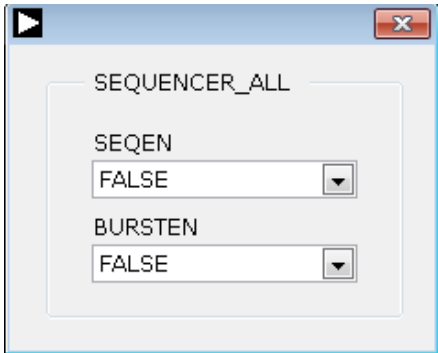 SEQUENCER_ALL
SEQEN
FALSE
BURSTEN
FALSE